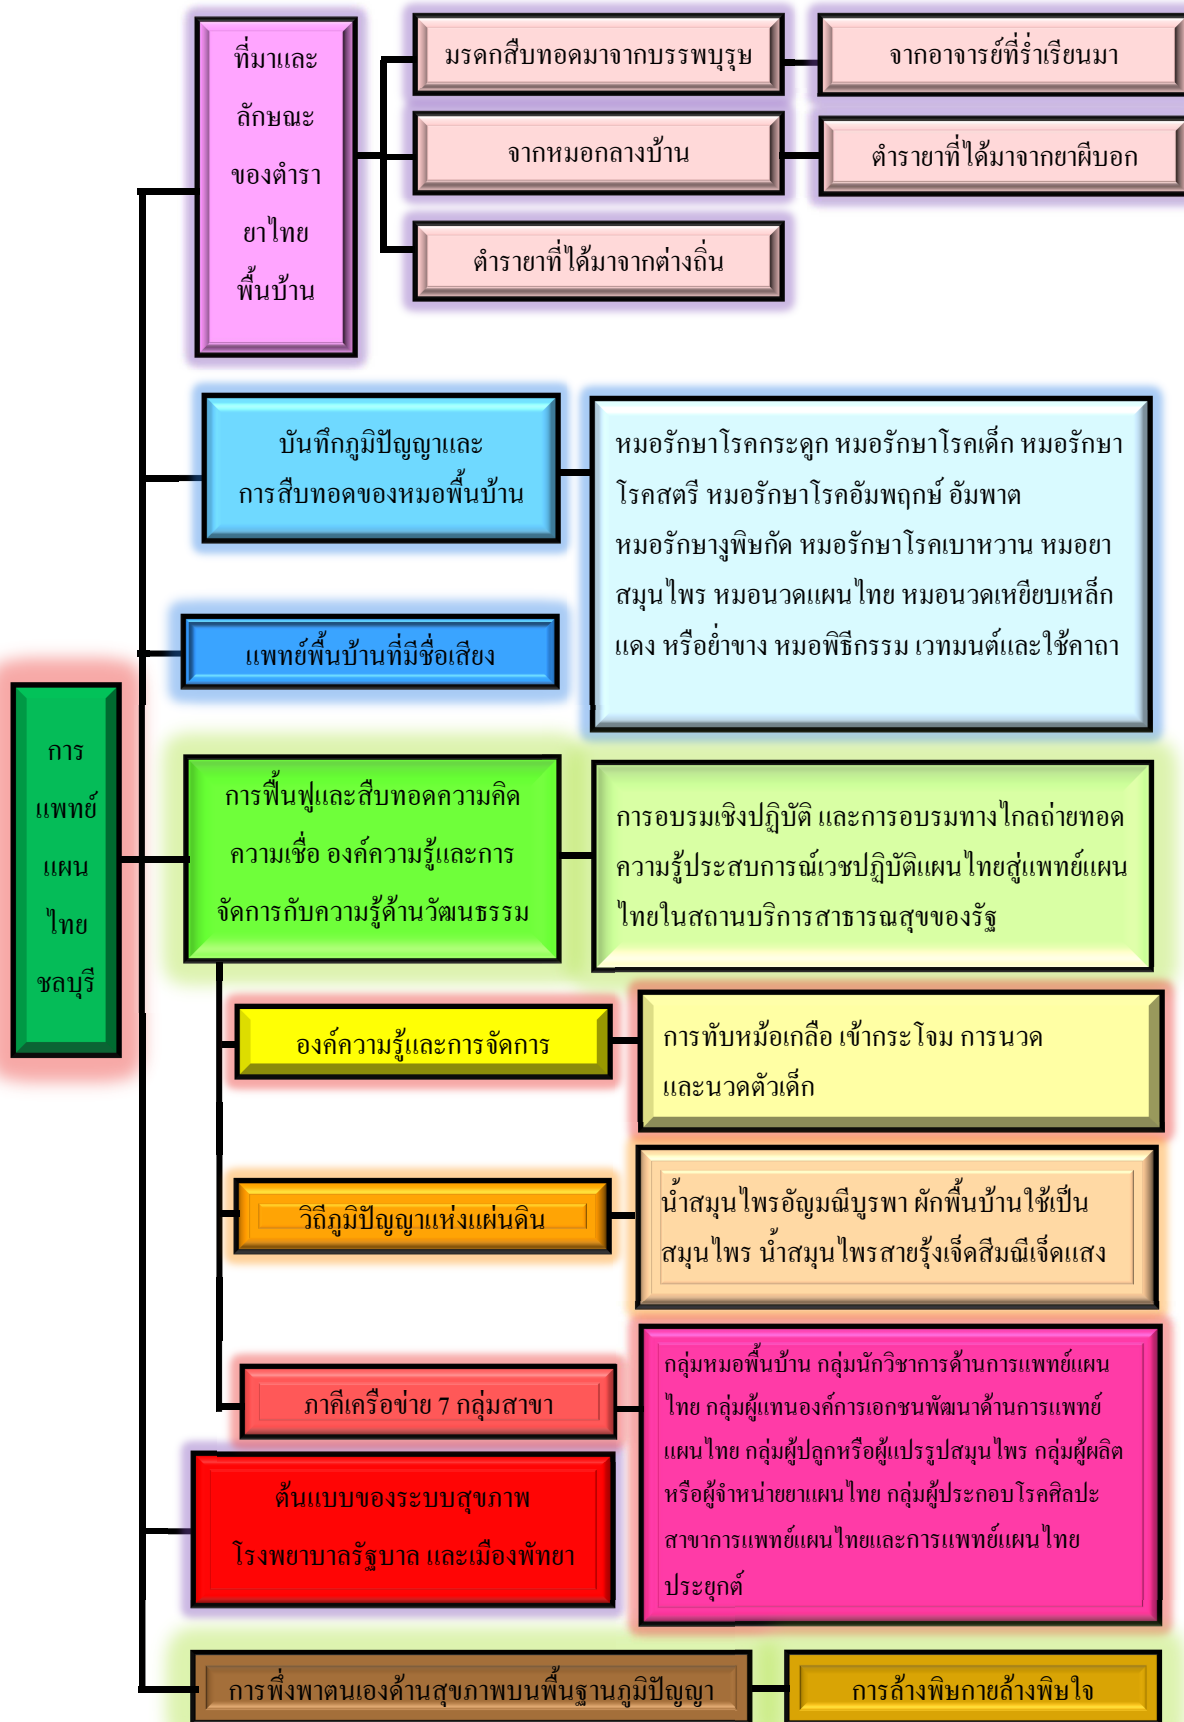 ที่มาและ
ลักษณะ
ของตำรา
ยาไทย
พื้นบ้าน
มรดกสืบทอดมาจากบรรพบุรุษ
จากอาจารย์ที่ร่ำเรียนมา
จากหมอกลางบ้าน
ตำรายาที่ได้มาจากยาผีบอก
ตำรายาที่ได้มาจากต่างถิ่น
บันทึกภูมิปัญญาและ
การสืบทอดของหมอพื้นบ้าน
หมอรักษาโรคกระดูก หมอรักษาโรคเด็ก หมอรักษา
โรคสตรี หมอรักษาโรคอัมพฤกษ์ อัมพาต
หมอรักษางูพิษกัด หมอรักษาโรคเบาหวาน หมอยา
สมุนไพร หมอนวดแผนไทย หมอนวดเหยียบเหล็ก
แดง หรือย่ำขาง หมอพิธีกรรม เวทมนต์และใช้คาถา
แพทย์พื้นบ้านที่มีชื่อเสียง
การ
แพทย์
แผน
ไทย
ชลบุรี
การฟื้นฟูและสืบทอดความคิด
ความเชื่อ องค์ความรู้และการ
จัดการกับความรู้ด้านวัฒนธรรม
การอบรมเชิงปฏิบัติ และการอบรมทางไกลถ่ายทอด
ความรู้ประสบการณ์เวชปฏิบัติแผนไทยสู่แพทย์แผน
ไทยในสถานบริการสาธารณสุขของรัฐ
องค์ความรู้และการจัดการ
การทับหม้อเกลือ เข้ากระโจม การนวด
และนวดตัวเด็ก
วิถีภูมิปัญญาแห่งแผ่นดิน
น้ำสมุนไพรอัญมณีบูรพา ผักพื้นบ้านใช้เป็น
สมุนไพร น้ำสมุนไพรสายรุ้งเจ็ดสีมณีเจ็ดแสง
ภาคีเครือข่าย 7 กลุ่มสาขา
กลุ่มหมอพื้นบ้าน กลุ่มนักวิชาการด้านการแพทย์แผน
ไทย กลุ่มผู้แทนองค์การเอกชนพัฒนาด้านการแพทย์
แผนไทย กลุ่มผู้ปลูกหรือผู้แปรรูปสมุนไพร กลุ่มผู้ผลิต
หรือผู้จำหน่ายยาแผนไทย กลุ่มผู้ประกอบโรคศิลปะ
สาขาการแพทย์แผนไทยและการแพทย์แผนไทย
ประยุกต์
ต้นแบบของระบบสุขภาพ
โรงพยาบาลรัฐบาล และเมืองพัทยา
การพึ่งพาตนเองด้านสุขภาพบนพื้นฐานภูมิปัญญา
การล้างพิษกายล้างพิษใจ